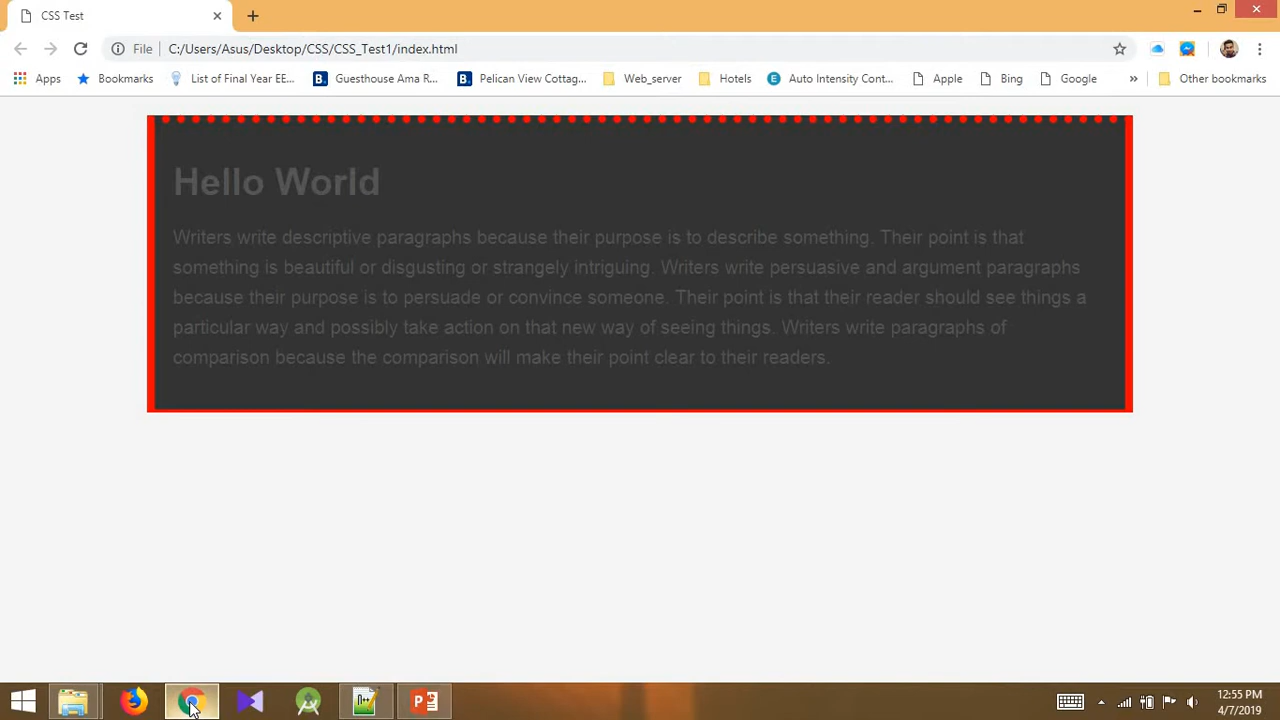 CSS Test
File C:/Users/Asus/Desktop/CSS/CSS_Test1/index.html
Apps Bookmarks List of Final Year EE... B. Guesthouse Ama R... B. Pelican View Cottag... Web_server Hotels E Auto Intensity Cont... Apple Bing Google » Other bookmarks
Hello World
Writers write descriptive paragraphs because their purpose is to describe something. Their point is that
something is beautiful or disgusting or strangely intriguing. Writers write persuasive and argument paragraphs
because their purpose is to persuade or convince someone. Their point is that their reader should see things a
particular way and possibly take action on that new way of seeing things. Writers write paragraphs of
comparison because the comparison will make their point clear to their readers.
12:55 PM
4/7/2019